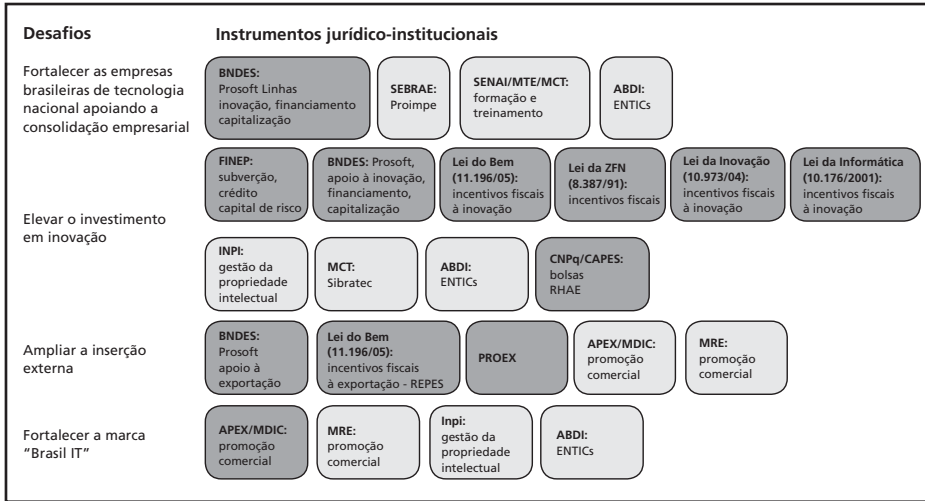 Desafios
Instrumentos jurídico-institucionais
Fortalecer as empresas
brasileiras de tecnologia
nacional apoiando a
consolidação empresarial
BNDES:
Prosoft Linhas
inovação, financiamento
capitalização
SEBRAE:
Proimpe
SENAI/MTE/MCT:
formação e
treinamento
ABDI:
ENTICs
Elevar o investimento
em inovação
FINEP:
subverção,
crédito
capital de risco
BNDES: Prosoft,
apoio à inovação,
financiamento,
capitalização
Lei do Bem
(11.196/05):
incentivos fiscais
à inovação
Lei da ZFN
(8.387/91):
incentivos fiscais
Lei da Inovação
(10.973/04):
incentivos fiscais
à inovação
Lei da Informática
(10.176/2001):
incentivos fiscais
à inovação
INPI:
gestão da
propriedade
intelectual
MCT:
Sibratec
ABDI:
ENTICs
CNPq/CAPES:
bolsas
RHAE
Ampliar a inserção
externa
BNDES:
Prosoft
apoio à
exportação
Lei do Bem
(11.196/05):
incentivos fiscais
à exportação - REPES
PROEX
APEX/MDIC:
promoção
comercial
MRE:
promoção
comercial
Fortalecer a marca
“Brasil IT”
APEX/MDIC:
promoção
comercial
MRE:
promoção
comercial
Inpi:
gestão da
propriedade
intelectual
ABDI:
ENTICs